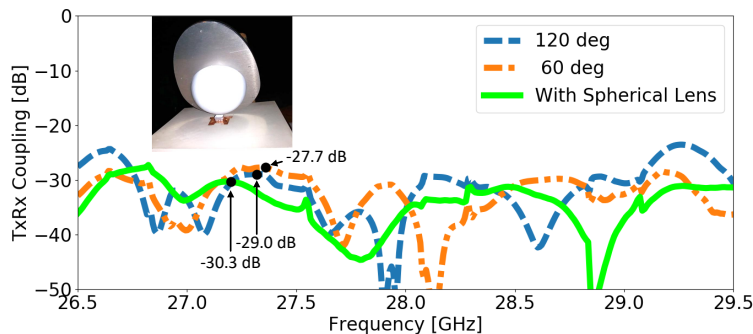 0
−10
−20
−30
−40
−50
TxRx Coupling [dB]
120 deg
60 deg
With Spherical Lens
-27.7 dB
-29.0 dB
-30.3 dB
26.5
27.0
27.5
28.0
28.5
29.0
29.5
Frequency [GHz]